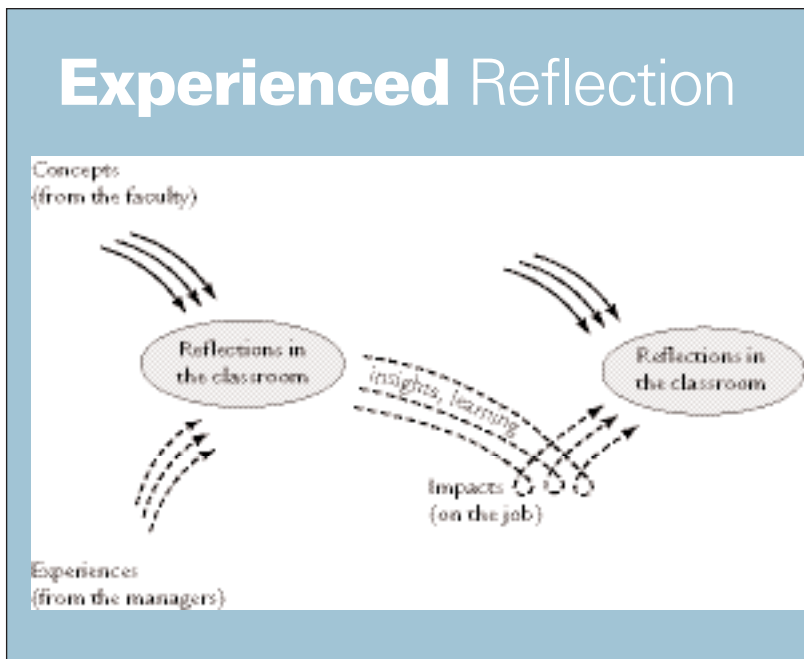 Experienced Reflection
Concepts
(from the faculty)
Reflections in
the classroom
insights, learning
Reflections in
the classroom
Impacts
(on the job)
Experiences
(from the managers)